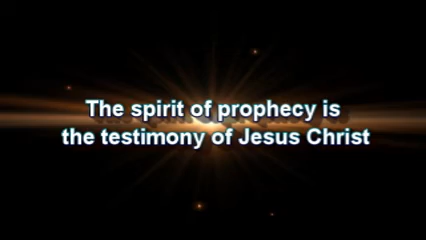 The spirit of prophecy is
the testimony of Jesus Christ